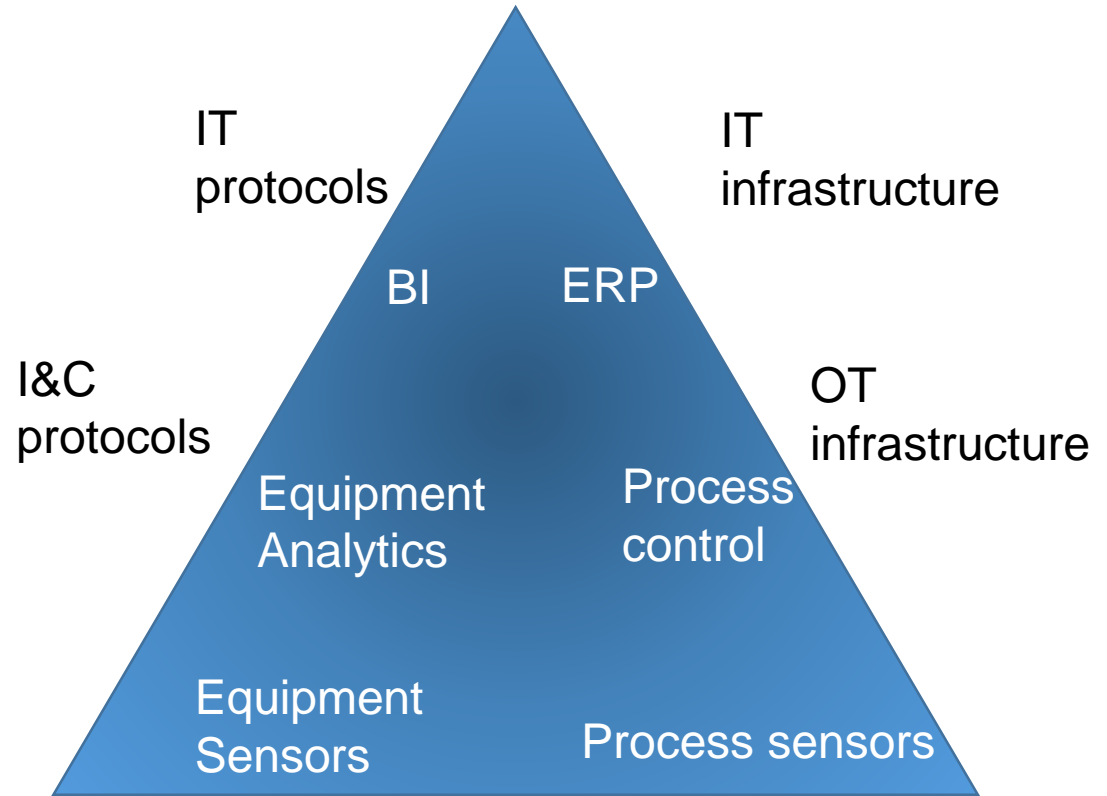 IT
protocols
IT
infrastructure
BI
ERP
I&C
protocols
OT
infrastructure
Equipment
Analytics
Process
control
Equipment
Sensors
Process sensors